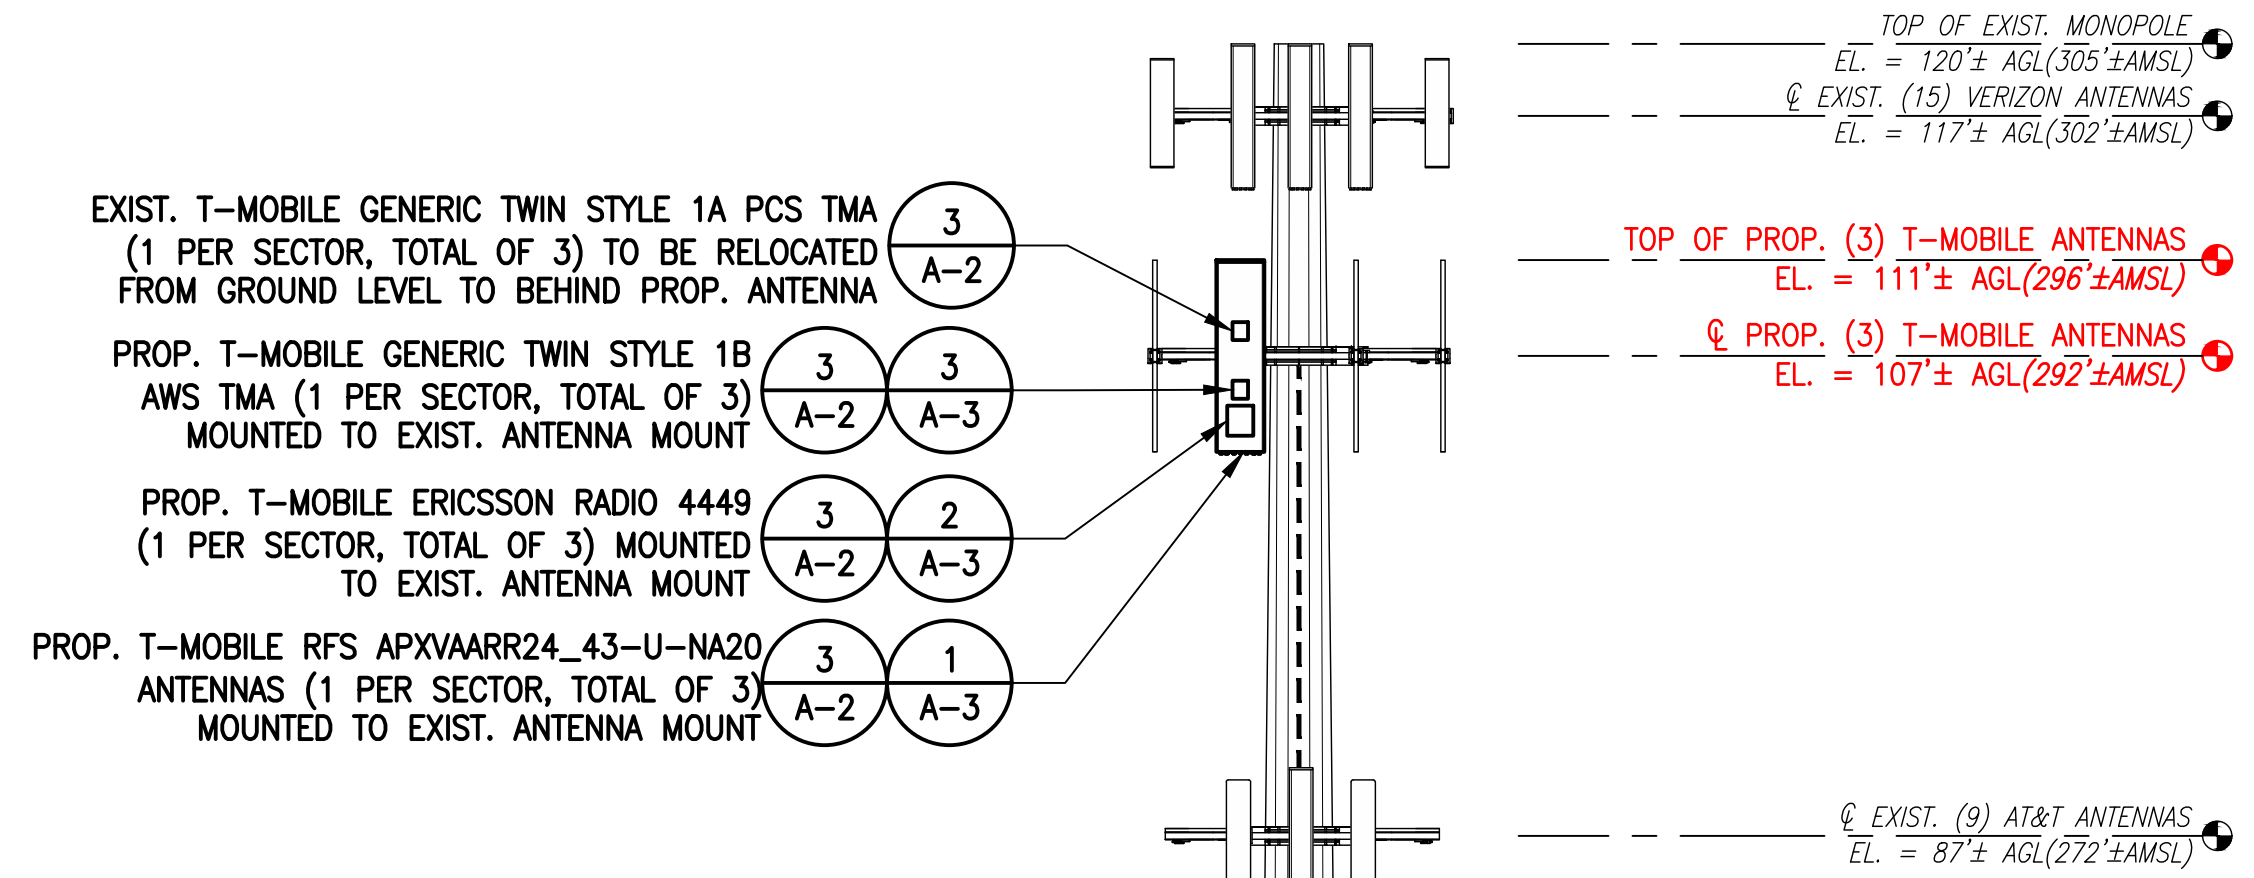 TOP OF EXIST. MONOPOLE
EL. = 120'± AGL(305'±AMSL)
℄ EXIST. (15) VERIZON ANTENNAS
EL. = 117'± AGL(302'±AMSL)
EXIST. T-MOBILE GENERIC TWIN STYLE 1A PCS TMA
(1 PER SECTOR, TOTAL OF 3) TO BE RELOCATED
FROM GROUND LEVEL TO BEHIND PROP. ANTENNA
3
A-2
TOP OF PROP. (3) T-MOBILE ANTENNAS
EL. = 111'± AGL(296'±AMSL)
℄ PROP. (3) T-MOBILE ANTENNAS
EL. = 107'± AGL(292'±AMSL)
PROP. T-MOBILE GENERIC TWIN STYLE 1B
AWS TMA (1 PER SECTOR, TOTAL OF 3)
MOUNTED TO EXIST. ANTENNA MOUNT
3
A-2
3
A-3
PROP. T-MOBILE ERICSSON RADIO 4449
(1 PER SECTOR, TOTAL OF 3) MOUNTED
TO EXIST. ANTENNA MOUNT
3
A-2
2
A-3
PROP. T-MOBILE RFS APXVAARR24_43-U-NA20
ANTENNAS (1 PER SECTOR, TOTAL OF 3)
MOUNTED TO EXIST. ANTENNA MOUNT
3
A-2
1
A-3
℄ EXIST. (9) AT&T ANTENNAS
EL. = 87'± AGL(272'±AMSL)